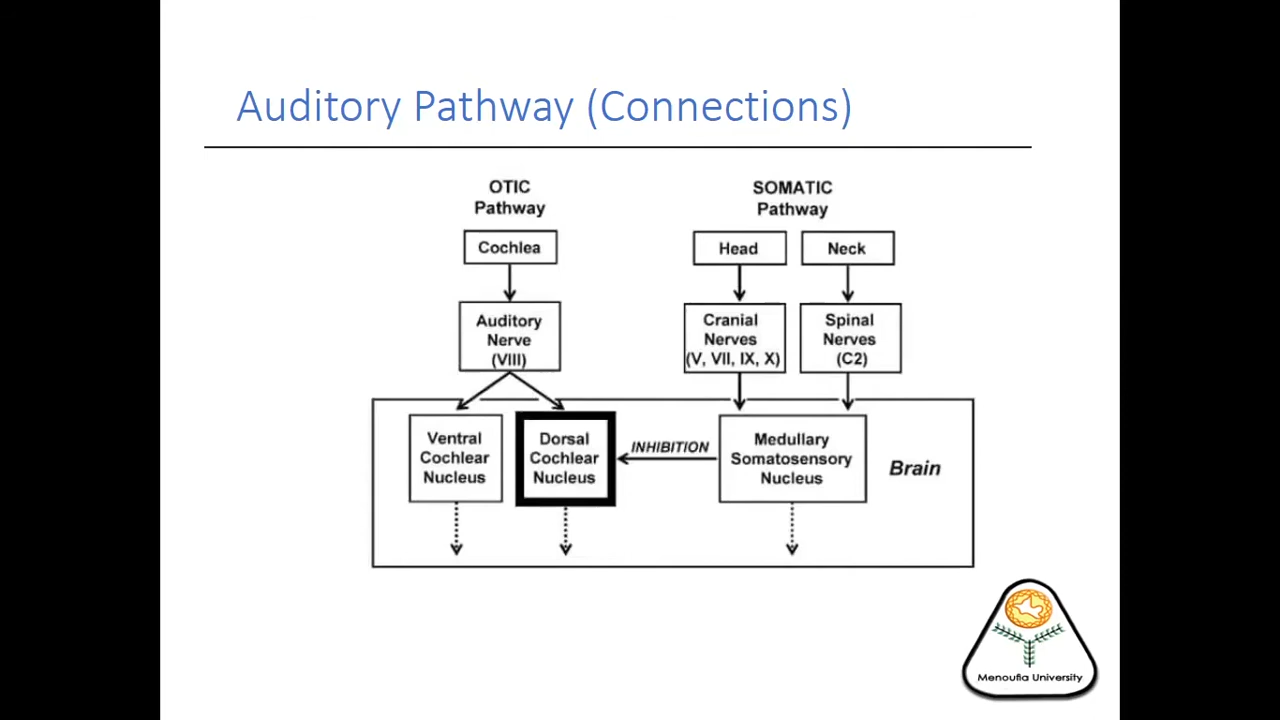 Auditory Pathway (Connections)
OTIC
Pathway
SOMATIC
Pathway
Cochlea
Head
Neck
Auditory
Nerve
(VIII)
Cranial
Nerves
(V, VII, IX, X)
Spinal
Nerves
(C2)
Ventral
Cochlear
Nucleus
Dorsal
Cochlear
Nucleus
INHIBITION
Medullary
Somatosensory
Nucleus
Brain
Menoufia University